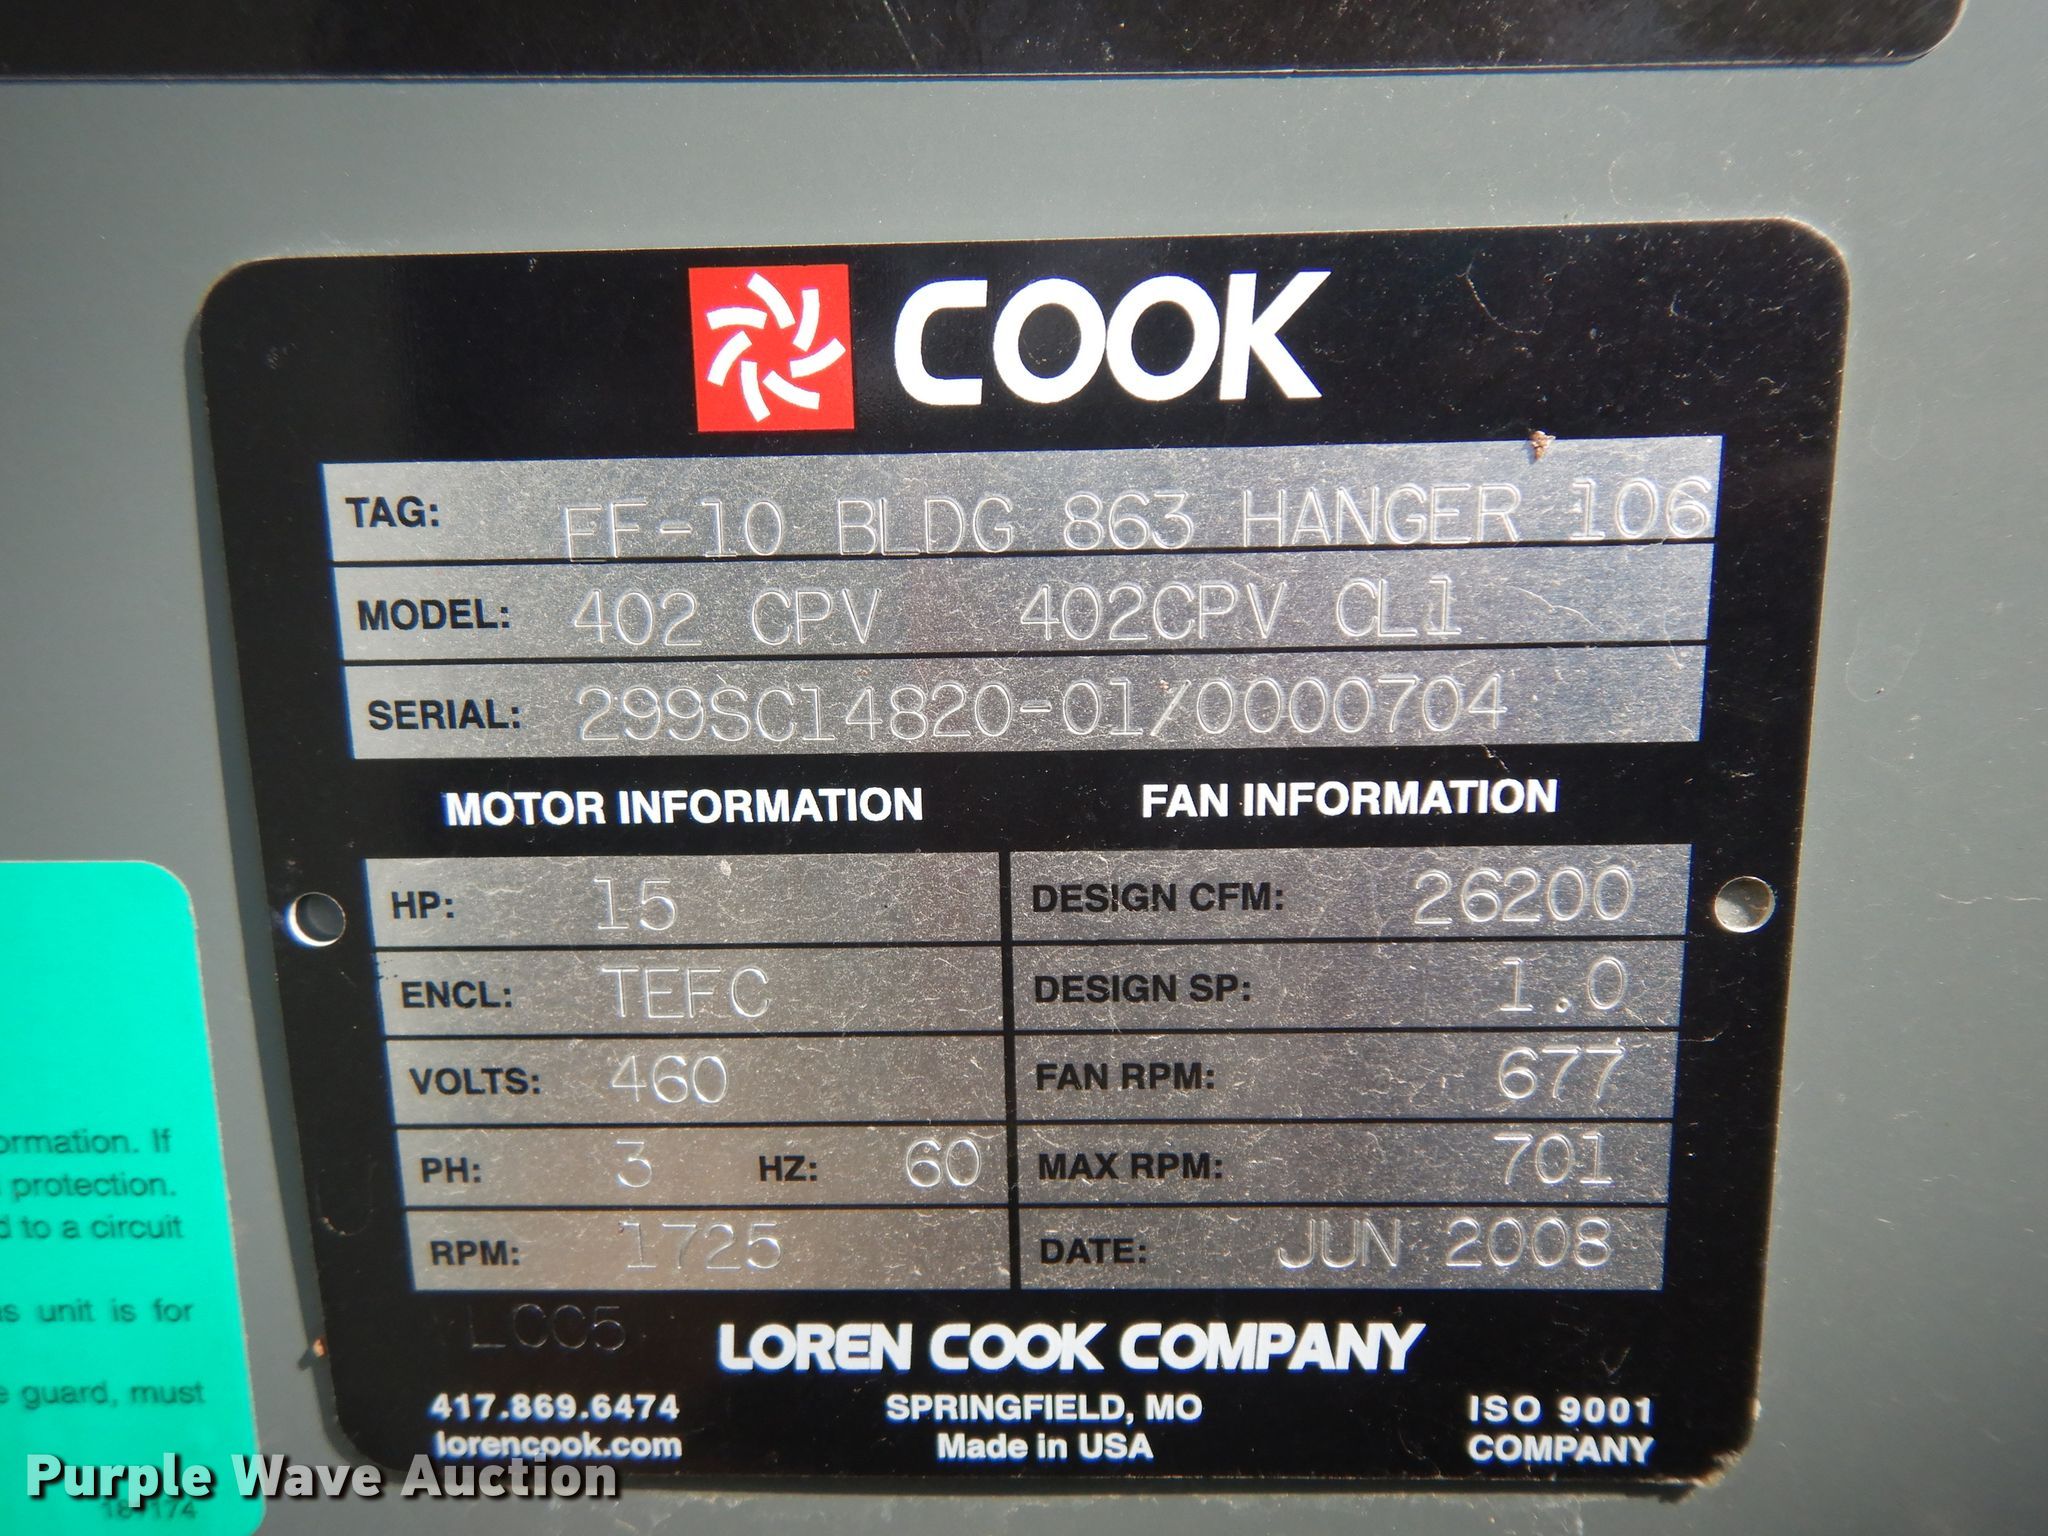 COOK
TAG: EF-10 BLDG 863 HANGER 106
MODEL: 402 CPV 402CPV CL1
SERIAL: 299SC14820-01/0000704
MOTOR INFORMATION
HP: 15
ENCL: TEFC
VOLTS: 460
PH: 3 HZ: 60
RPM: 1725
FAN INFORMATION
DESIGN CFM: 26200
DESIGN SP: 1.0
FAN RPM: 677
MAX RPM: 701
DATE: JUN 2008
LCC5
LOREN COOK COMPANY
417.869.6474
lorencook.com
SPRINGFIELD, MO
Made in USA
ISO 9001
COMPANY
If
protection.
to a circuit
unit is for
guard, must
Purple Wave Auction